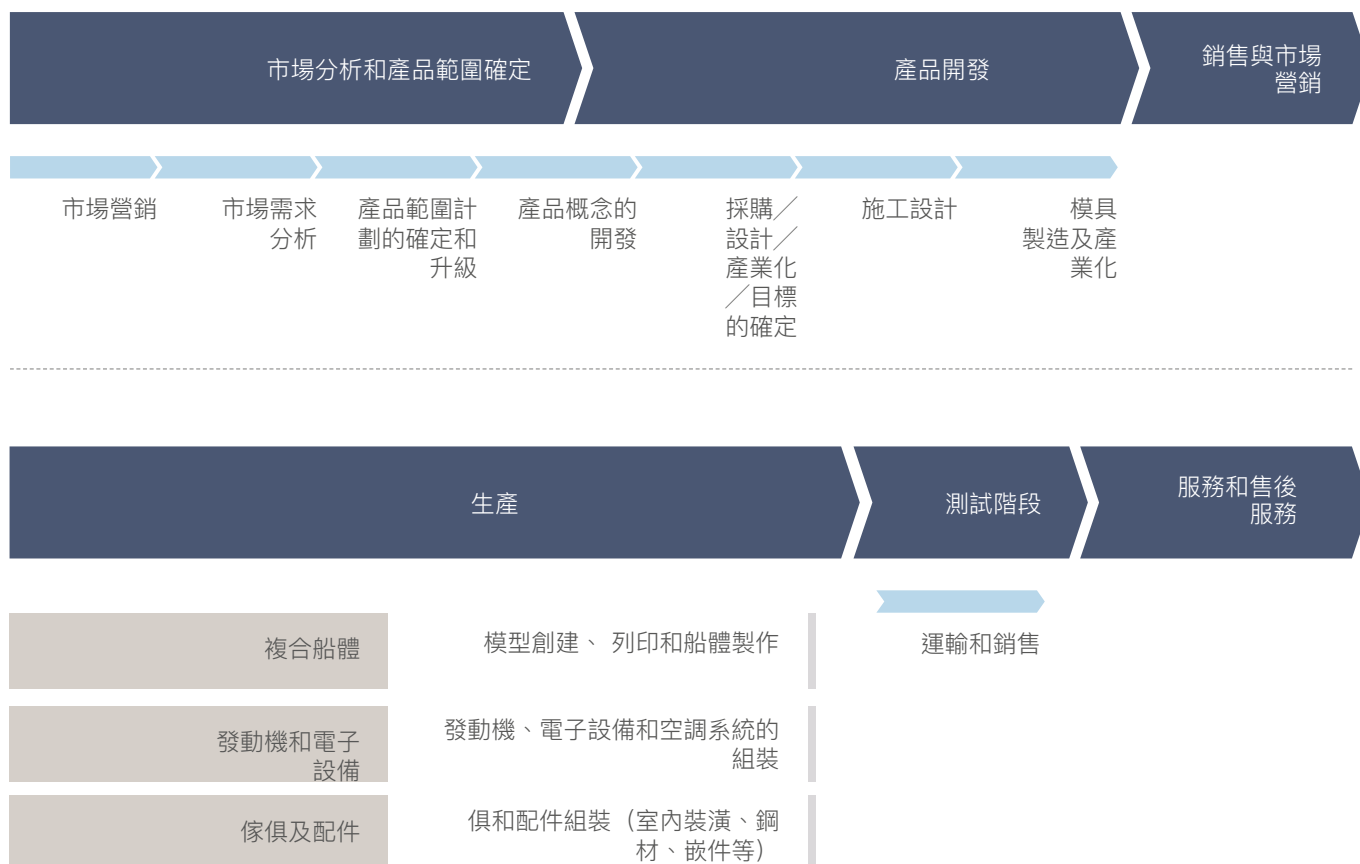 市場分析和產品範圍確定
產品開發
銷售與市場
營銷
市場營銷
市場需求
分析
產品範圍計
劃的確定和
升級
產品概念的
開發
採購╱
設計╱
產業化
╱目標
的確定
施工設計
模具
製造及產
業化
生產
測試階段
服務和售後
服務
複合船體
模型創建、 列印和船體製作
運輸和銷售
發動機和電子
設備
發動機、電子設備和空調系統的
組裝
傢俱及配件
俱和配件組裝（室內裝潢、鋼
材、嵌件等）